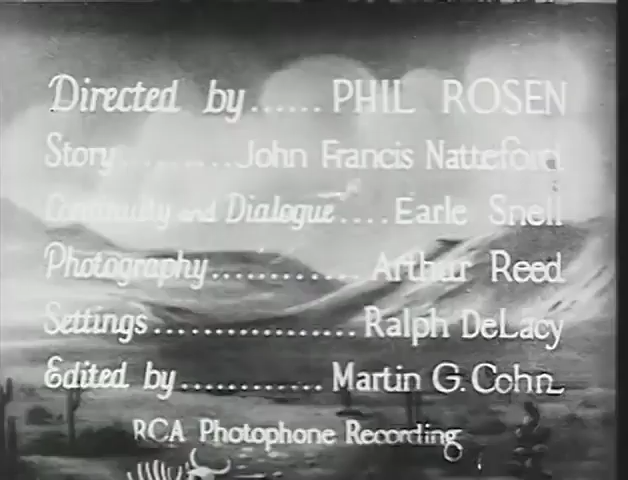 Directed by...... PHIL ROSEN
Story.........John Francis Natteford
Continuity and Dialogue....Earle Snell
Photography............ Arthur Reed
Settings.................Ralph DeLacy
Edited by............ Martin G. Cohn
RCA Photophone Recording